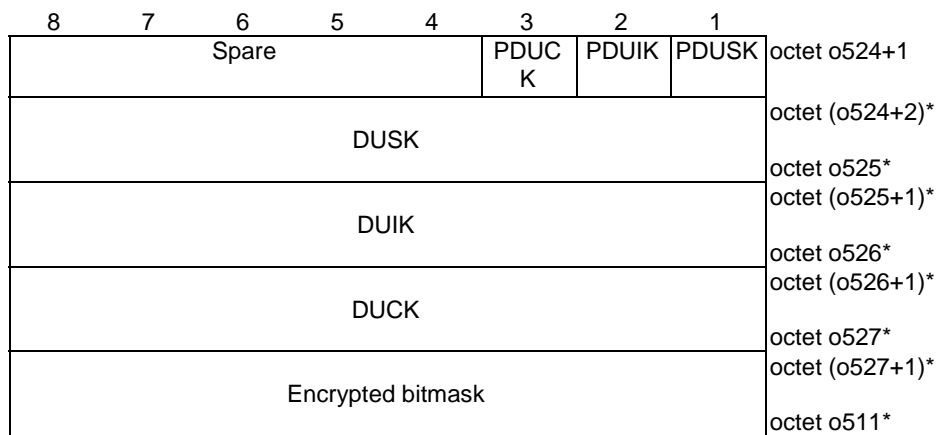 8 7 6 5 4 3 2 1
Spare PDUC PDUIK PDUSK octet o524+1
K
octet (o524+2)*
DUSK
octet o525*
octet (o525+1)*
DUIK
octet o526*
octet (o526+1)*
DUCK
octet o527*
octet (o527+1)*
Encrypted bitmask
octet o511*